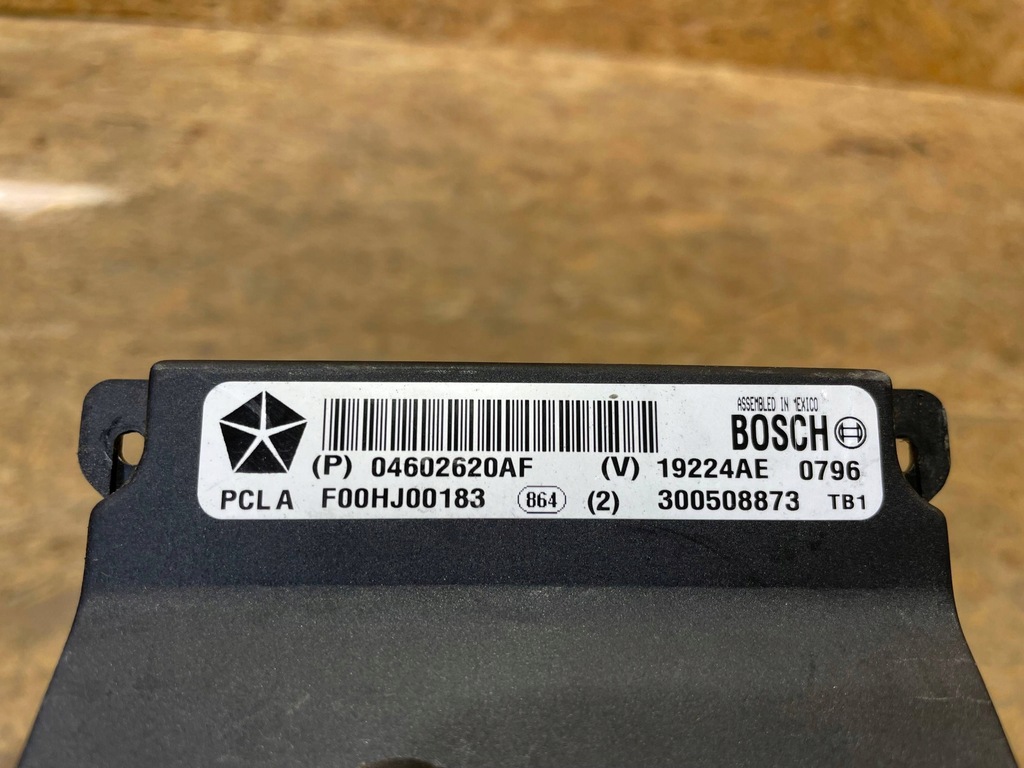 ASSEMBLED IN MEXICO
BOSCH
(P) 04602620AF (V) 19224AE 0796
PCL A F00HJ00183 864 (2) 300508873 TB1